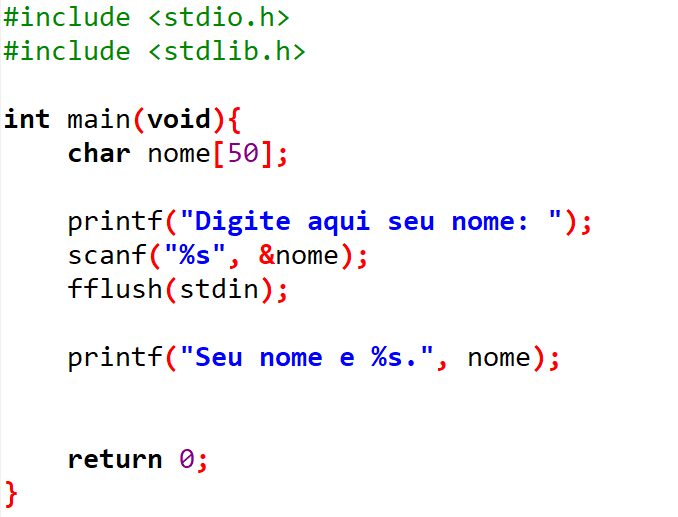 #include <stdio.h>
#include <stdlib.h>
int main(void){
char nome[50];
printf("Digite aqui seu nome: ");
scanf("%s", &nome);
fflush(stdin);
printf("Seu nome e %s.", nome);
return 0;
}